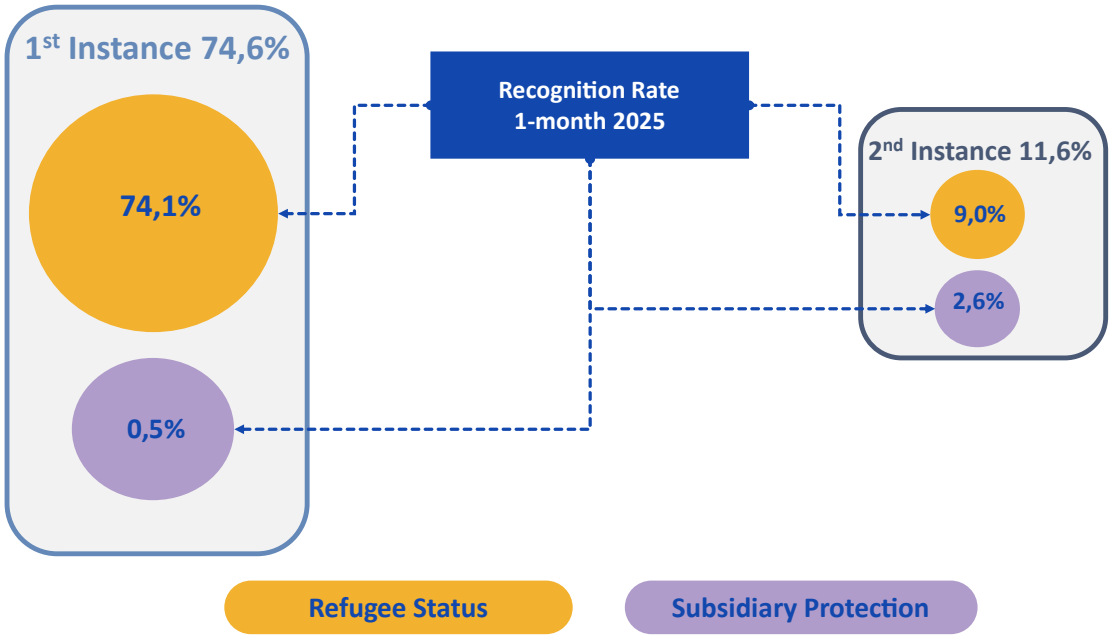 1st Instance 74,6%
74,1%
0,5%
Recognition Rate
1-month 2025
2nd Instance 11,6%
9,0%
2,6%
Refugee Status
Subsidiary Protection